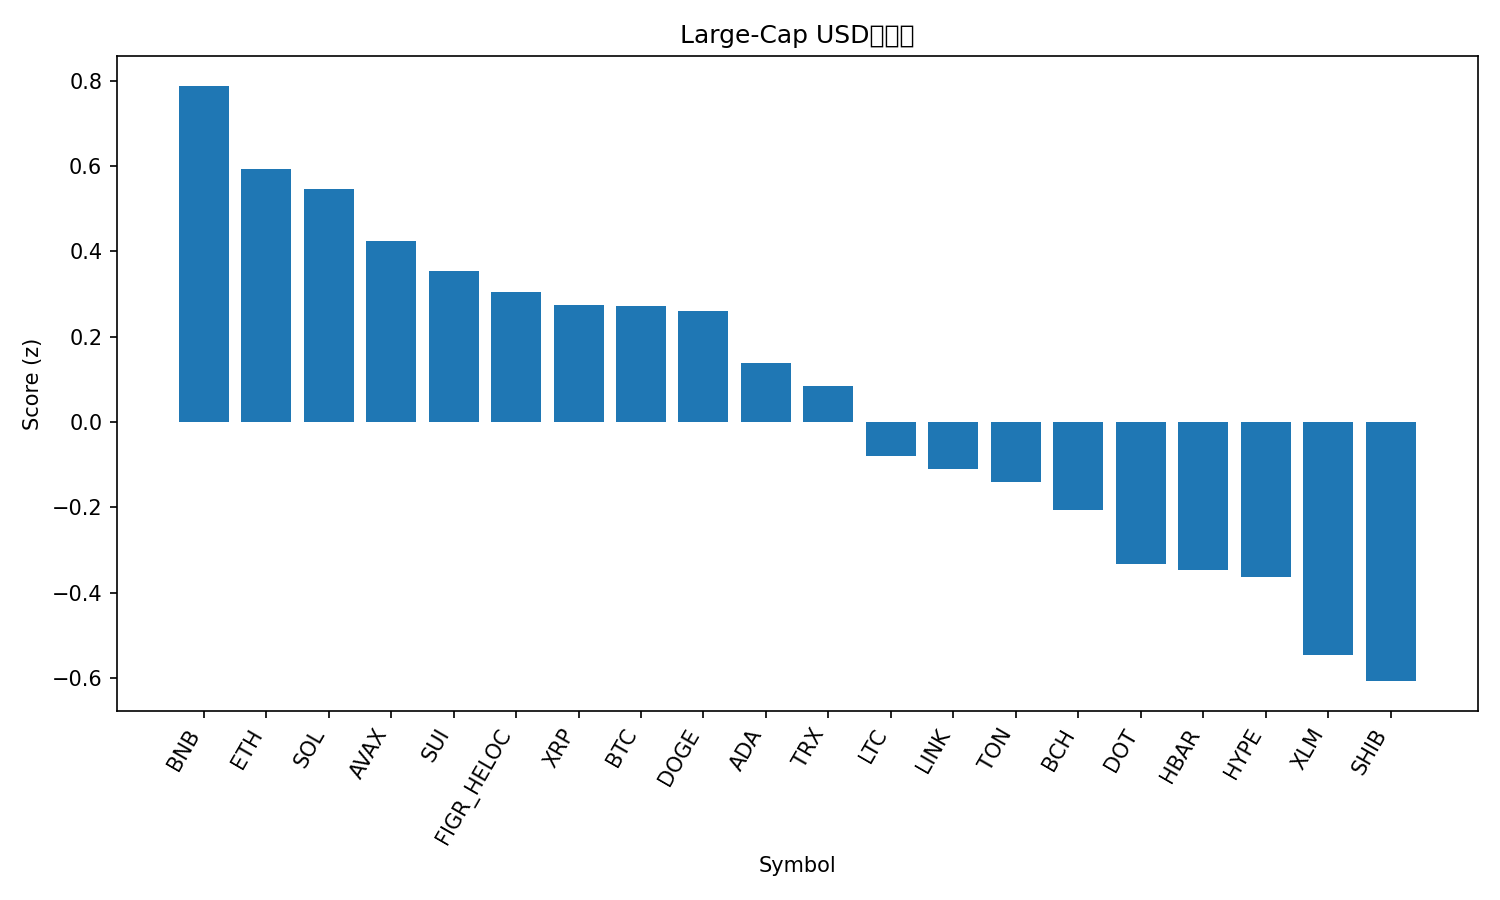 Large-Cap USD
Score (z)
0.8
0.6
0.4
0.2
0.0
−0.2
−0.4
−0.6
BNB
ETH
SOL
AVAX
SUI
FIGR_HELOC
XRP
BTC
DOGE
ADA
TRX
LTC
LINK
TON
BCH
DOT
HBAR
HYPE
XLM
SHIB
Symbol